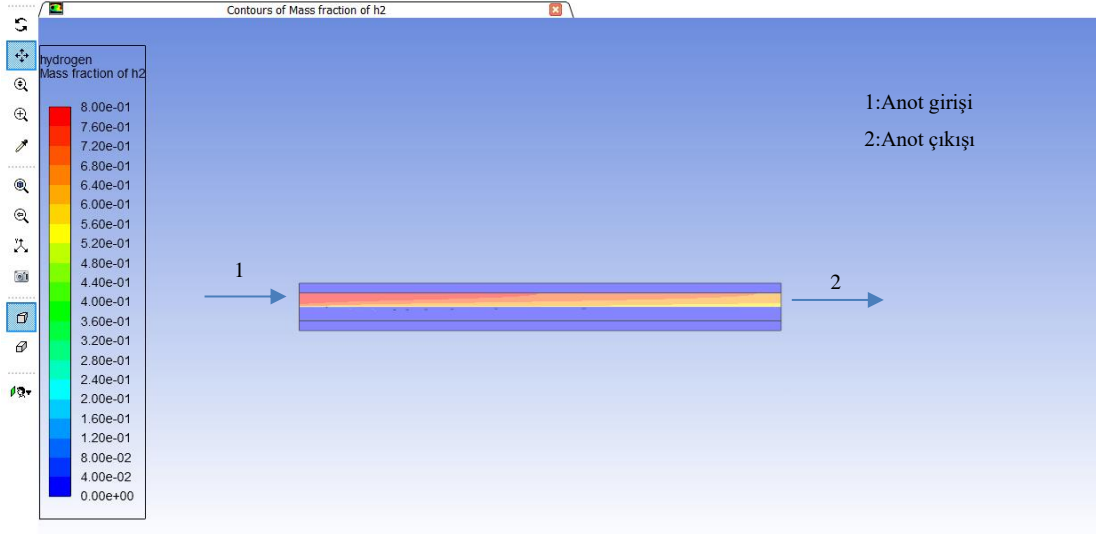 Contours of Mass fraction of h2
hydrogen
Mass fraction of h2
8.00e-01
7.60e-01
7.20e-01
6.80e-01
6.40e-01
6.00e-01
5.60e-01
5.20e-01
4.80e-01
4.40e-01
4.00e-01
3.60e-01
3.20e-01
2.80e-01
2.40e-01
2.00e-01
1.60e-01
1.20e-01
8.00e-02
4.00e-02
0.00e+00
1:Anot girişi
2:Anot çıkışı
1
2